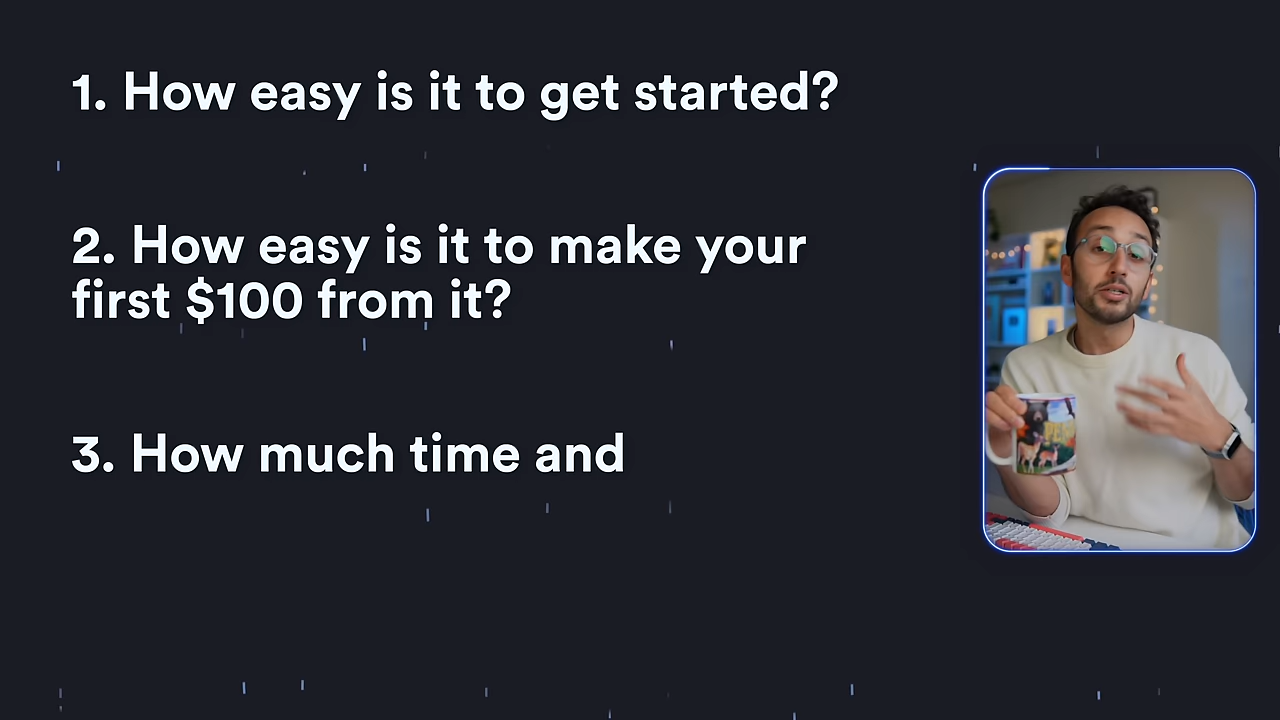 1. How easy is it to get started?
2. How easy is it to make your
first $100 from it?
3. How much time and